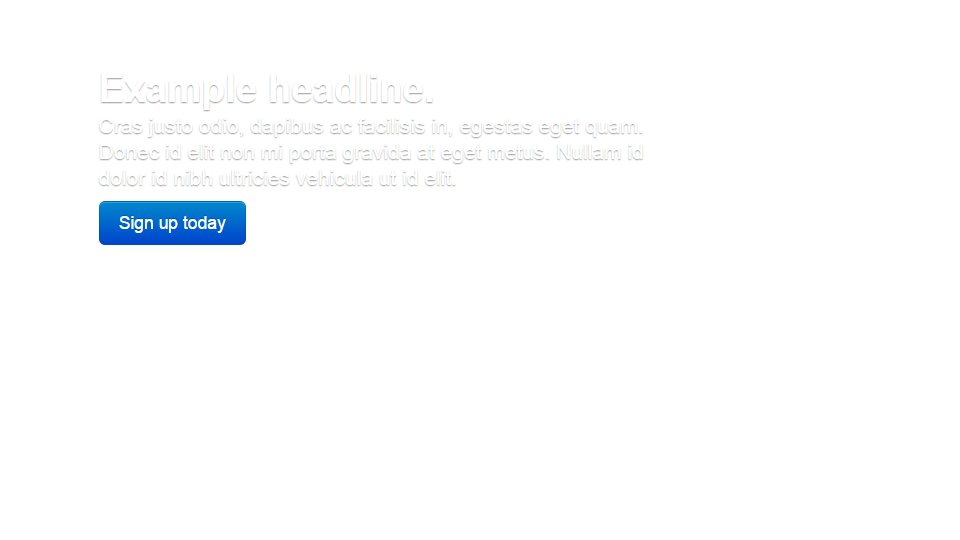 Example headline.
Cras justo odio, dapibus ac facilisis in, egestas eget quam.
Donec id elit non mi porta gravida at eget metus. Nullam id
dolor id nibh ultricies vehicula ut id elit.
Sign up today